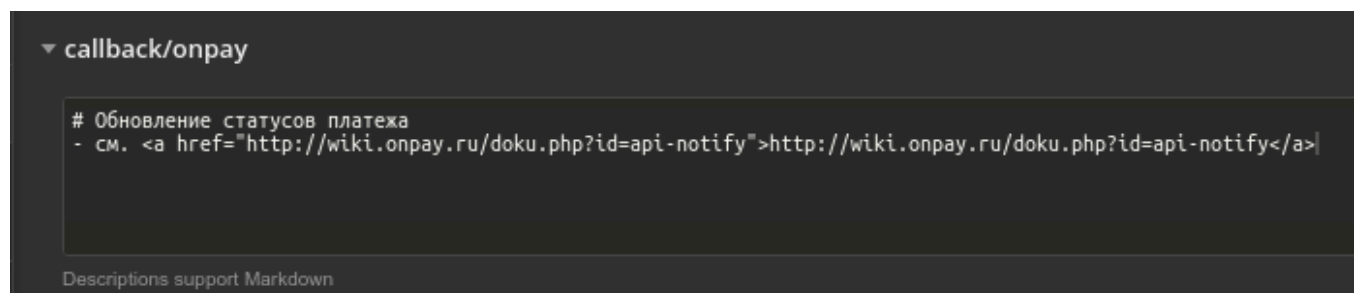 callback/onpay
# Обновление статусов платежа
- см. <a href="http://wiki.onpay.ru/doku.php?id=api-notify">http://wiki.onpay.ru/doku.php?id=api-notify</a>
Descriptions support Markdown